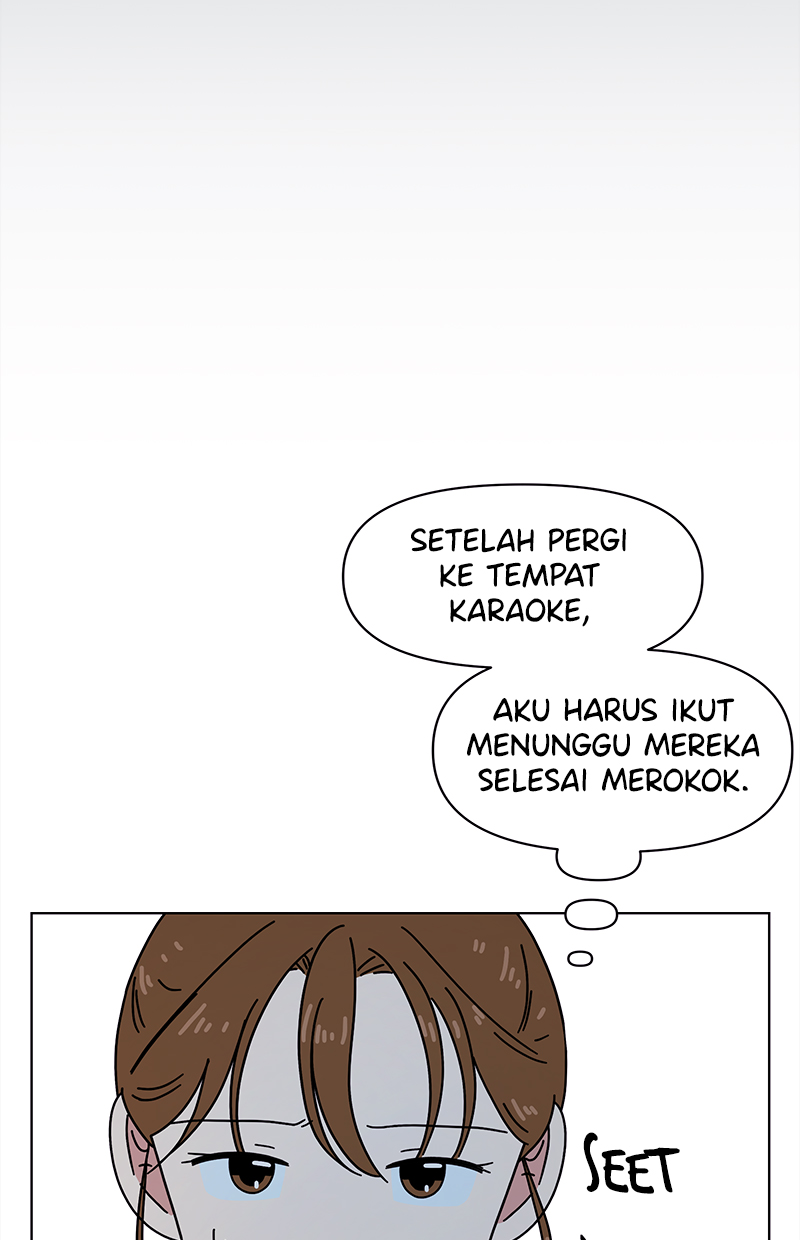 SETELAH PERGI
KE TEMPAT
KARAOKE,
AKU HARUS IKUT
MENUNGGU MEREKA
SELESAI MEROKOK.
SEET